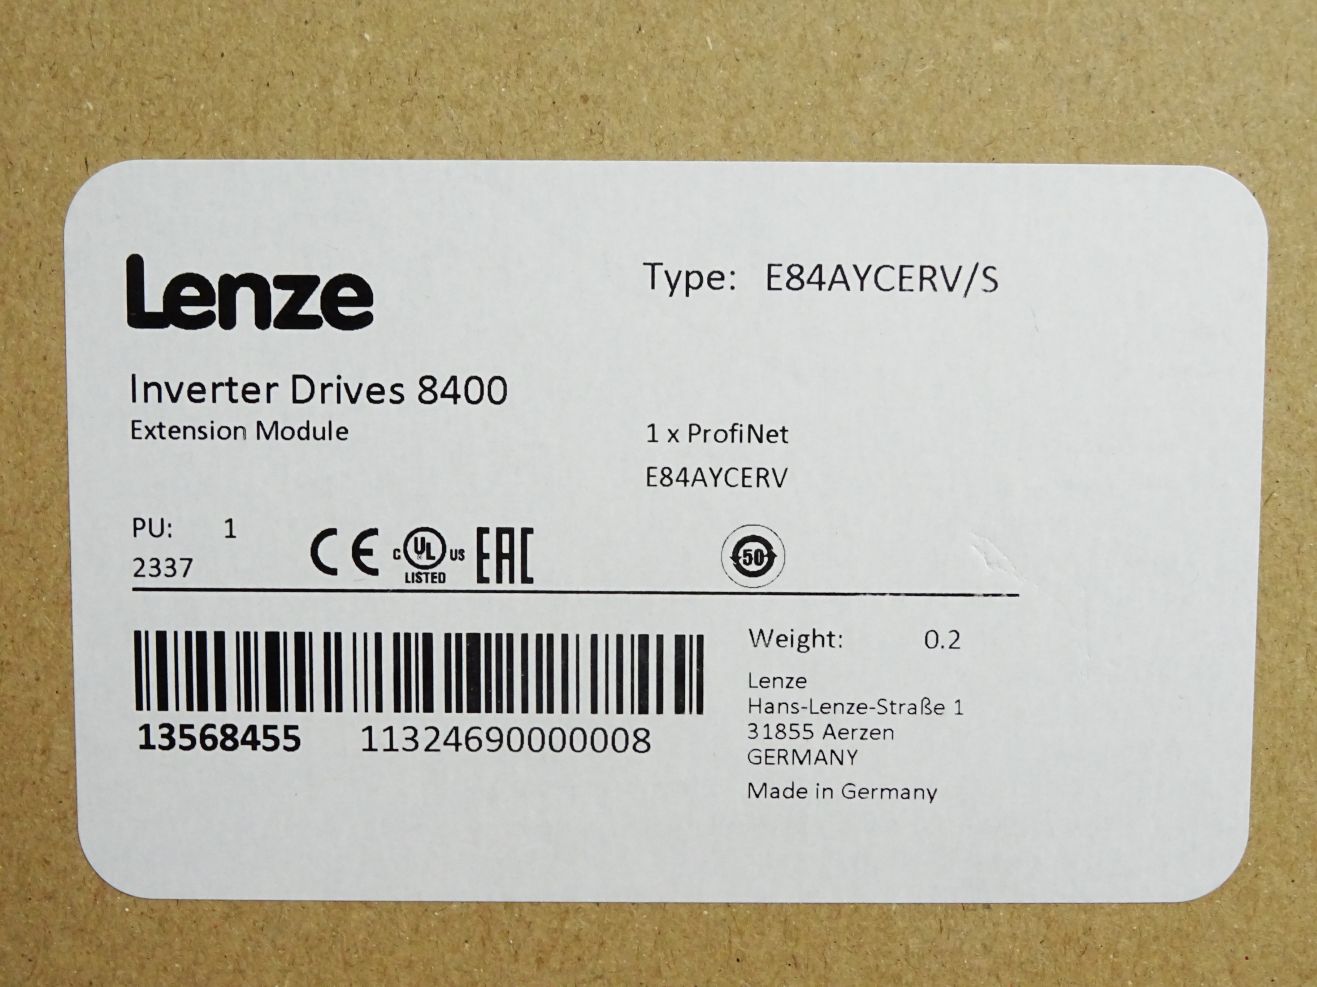 Lenze
Type: E84AYCERV/S
Inverter Drives 8400
Extension Module
1 x ProfiNet
E84AYCERV
PU: 1
2337
CE
C UL US
LISTED
EAC
50
13568455 11324690000008
Weight: 0.2
Lenze
Hans-Lenze-Straße 1
31855 Aerzen
GERMANY
Made in Germany